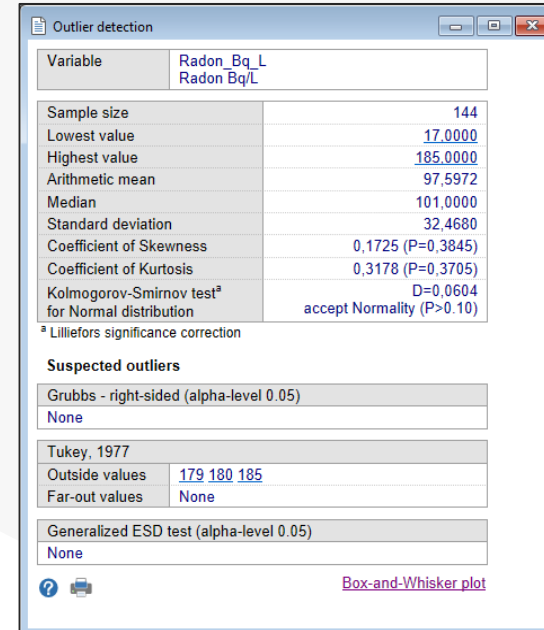 Outlier detection
Variable Radon_Bq_L
Radon Bq/L
Sample size 144
Lowest value 17,0000
Highest value 185,0000
Arithmetic mean 97,5972
Median 101,0000
Standard deviation 32,4680
Coefficient of Skewness 0,1725 (P=0,3845)
Coefficient of Kurtosis 0,3178 (P=0,3705)
Kolmogorov-Smirnov testª D=0,0604
for Normal distribution accept Normality (P>0.10)
ª Lilliefors significance correction
Suspected outliers
Grubbs - right-sided (alpha-level 0.05)
None
Tukey, 1977
Outside values 179 180 185
Far-out values None
Generalized ESD test (alpha-level 0.05)
None
? Box-and-Whisker plot